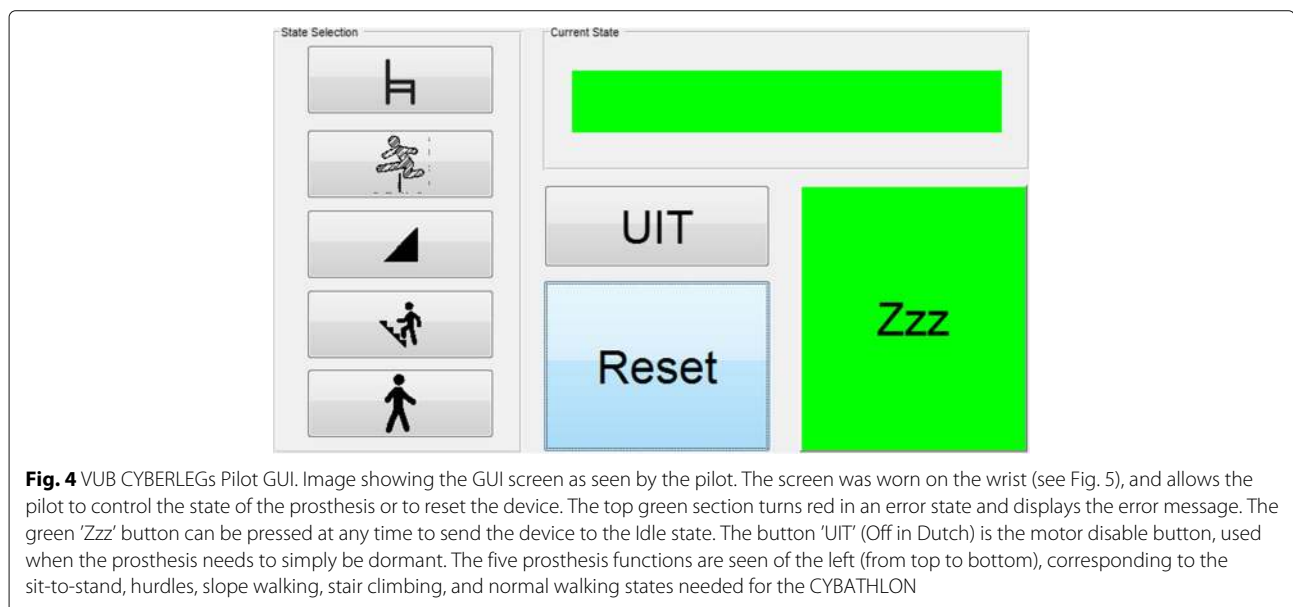 State Selection
Current State
UIT
Reset
Zzz
Fig. 4 VUB CYBERLEGs Pilot GUI. Image showing the GUI screen as seen by the pilot. The screen was worn on the wrist (see Fig. 5), and allows the
pilot to control the state of the prosthesis or to reset the device. The top green section turns red in an error state and displays the error message. The
green 'Zzz' button can be pressed at any time to send the device to the Idle state. The button 'UIT' (Off in Dutch) is the motor disable button, used
when the prosthesis needs to simply be dormant. The five prosthesis functions are seen of the left (from top to bottom), corresponding to the
sit-to-stand, hurdles, slope walking, stair climbing, and normal walking states needed for the CYBATHLON